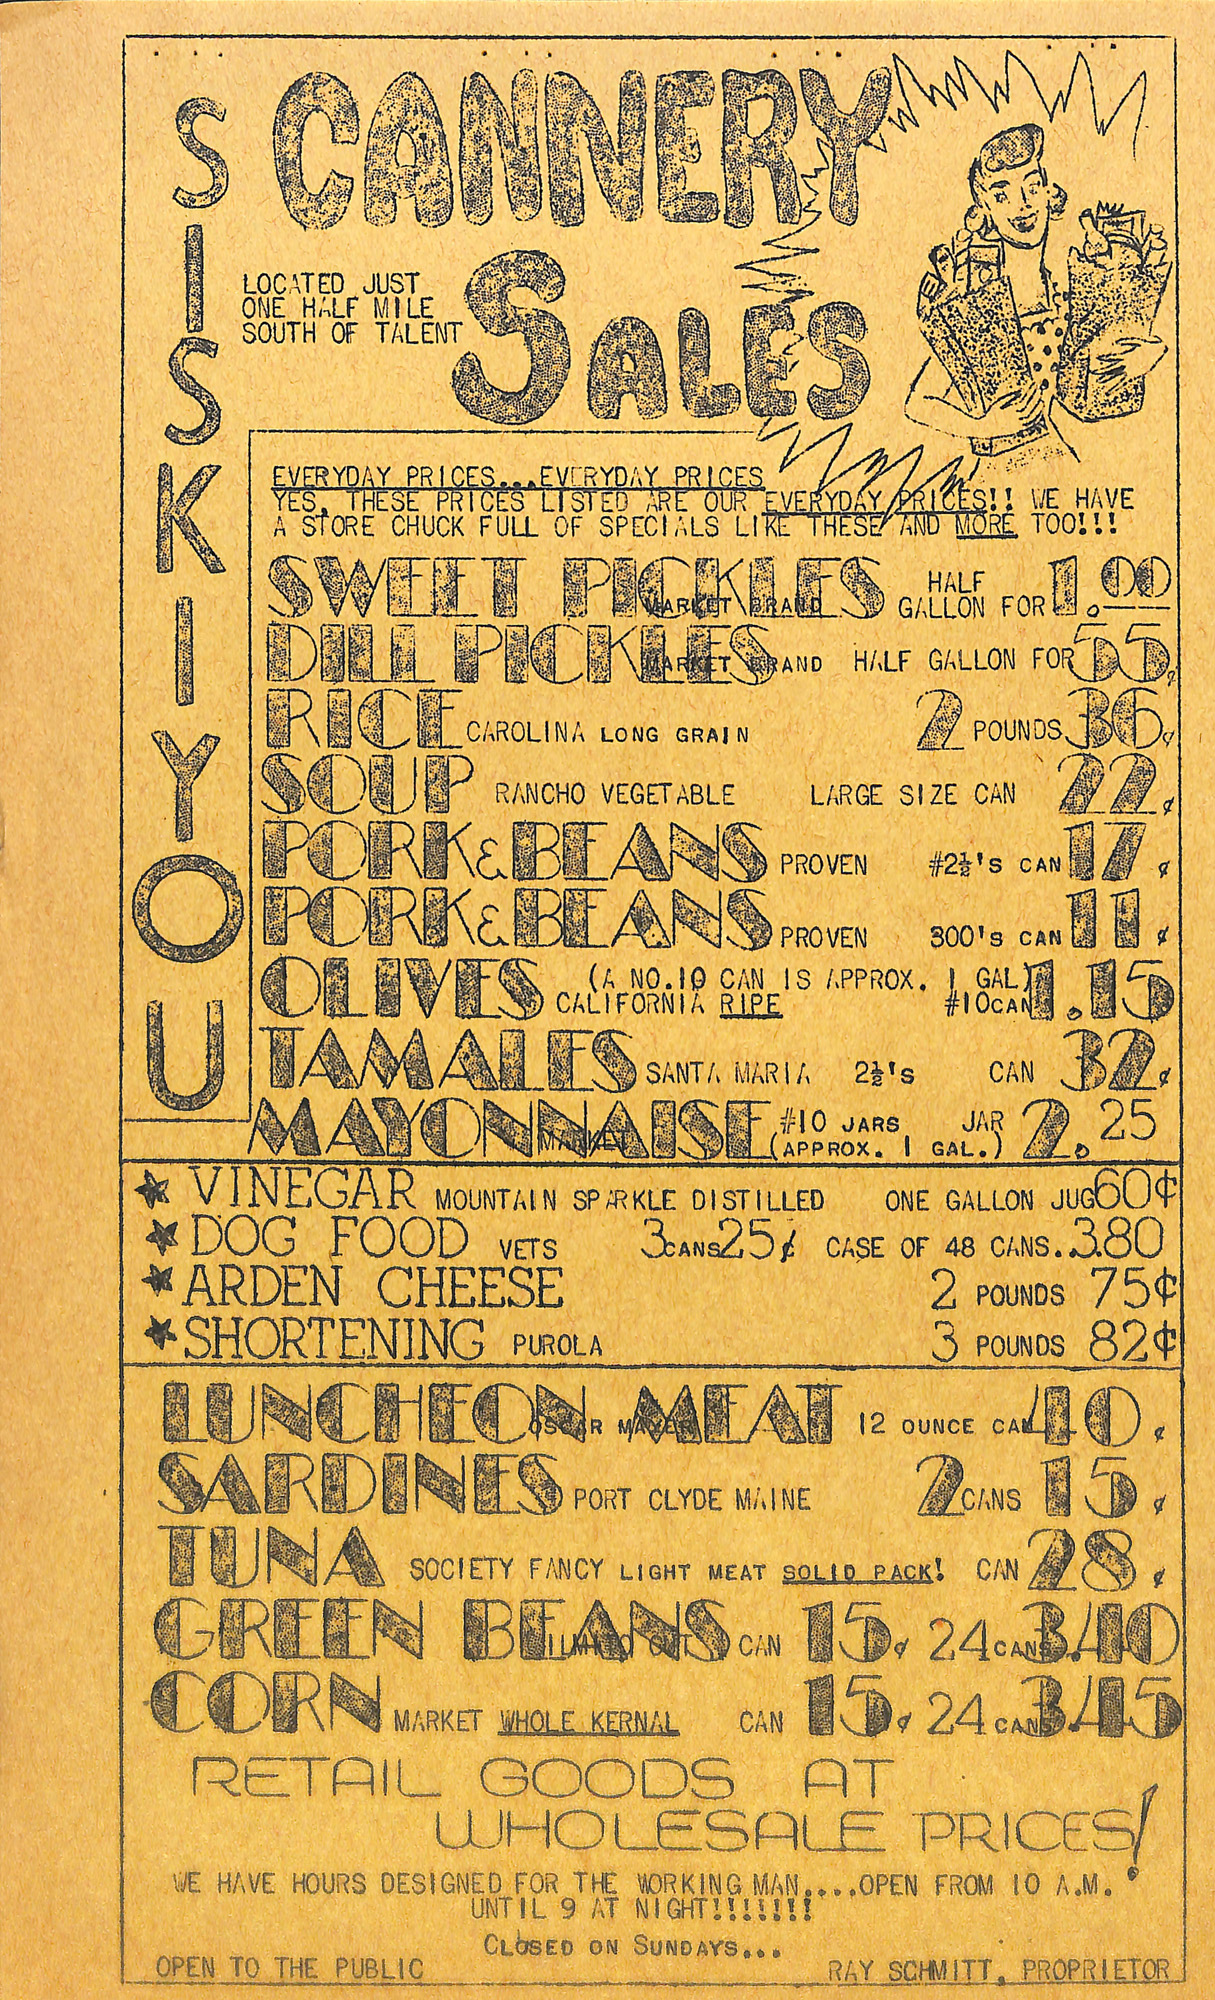 SISKIYOU
CANNERY
SALES
LOCATED JUST
ONE HALF MILE
SOUTH OF TALENT
EVERYDAY PRICES...EVERYDAY PRICES
YES, THESE PRICES LISTED ARE OUR EVERYDAY PRICES!! WE HAVE
A STORE CHUCK FULL OF SPECIALS LIKE THESE AND MORE TOO!!!
SWEET PICKLES MARKET BRAND HALF GALLON FOR 1.00
DILL PICKLES MARKET BRAND HALF GALLON FOR 55¢
RICE CAROLINA LONG GRAIN 2 POUNDS 36¢
SOUP RANCHO VEGETABLE LARGE SIZE CAN 22¢
PORK & BEANS PROVEN #2½'S CAN 17¢
PORK & BEANS PROVEN 300'S CAN 11¢
OLIVES (A NO.10 CAN IS APPROX. 1 GAL) CALIFORNIA RIPE #10 CAN 1.15
TAMALES SANTA MARIA 2½'S CAN 32¢
MAYONNAISE MARKET #10 JARS (APPROX. 1 GAL.) JAR 2.25
VINEGAR MOUNTAIN SPARKLE DISTILLED ONE GALLON JUG 60¢
DOG FOOD VETS 3 CANS 25¢ CASE OF 48 CANS..3.80
ARDEN CHEESE 2 POUNDS 75¢
SHORTENING PUROLA 3 POUNDS 82¢
LUNCHEON MEAT OSCAR MAYER 12 OUNCE CAN 40¢
SARDINES PORT CLYDE MAINE 2 CANS 15¢
TUNA SOCIETY FANCY LIGHT MEAT SOLID PACK! CAN 28¢
GREEN BEANS CUT CAN 15¢ 24 CANS 3.40
CORN MARKET WHOLE KERNAL CAN 15¢ 24 CANS 3.45
RETAIL GOODS AT
WHOLESALE PRICES!
WE HAVE HOURS DESIGNED FOR THE WORKING MAN....OPEN FROM 10 A.M.
UNTIL 9 AT NIGHT!!!!!!!
CLOSED ON SUNDAYS...
OPEN TO THE PUBLIC RAY SCHMITT, PROPRIETOR